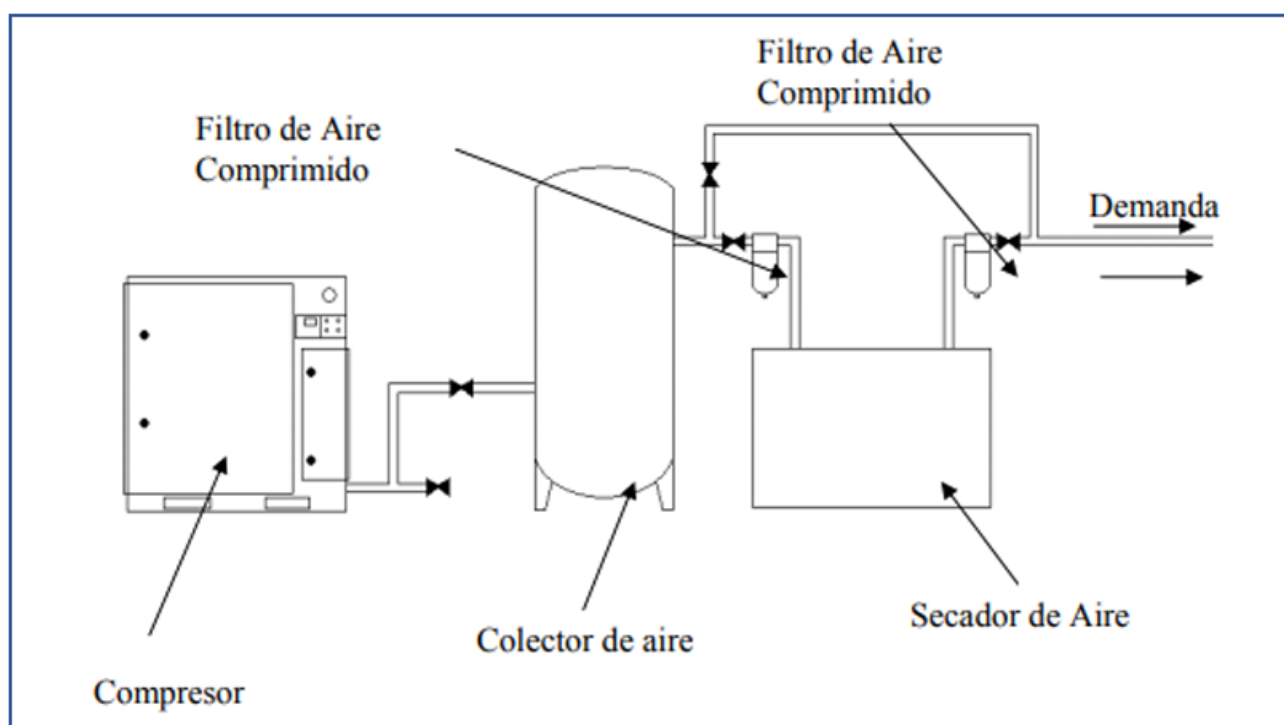 Filtro de Aire
Comprimido
Filtro de Aire
Comprimido
Demanda
Colector de aire
Secador de Aire
Compresor